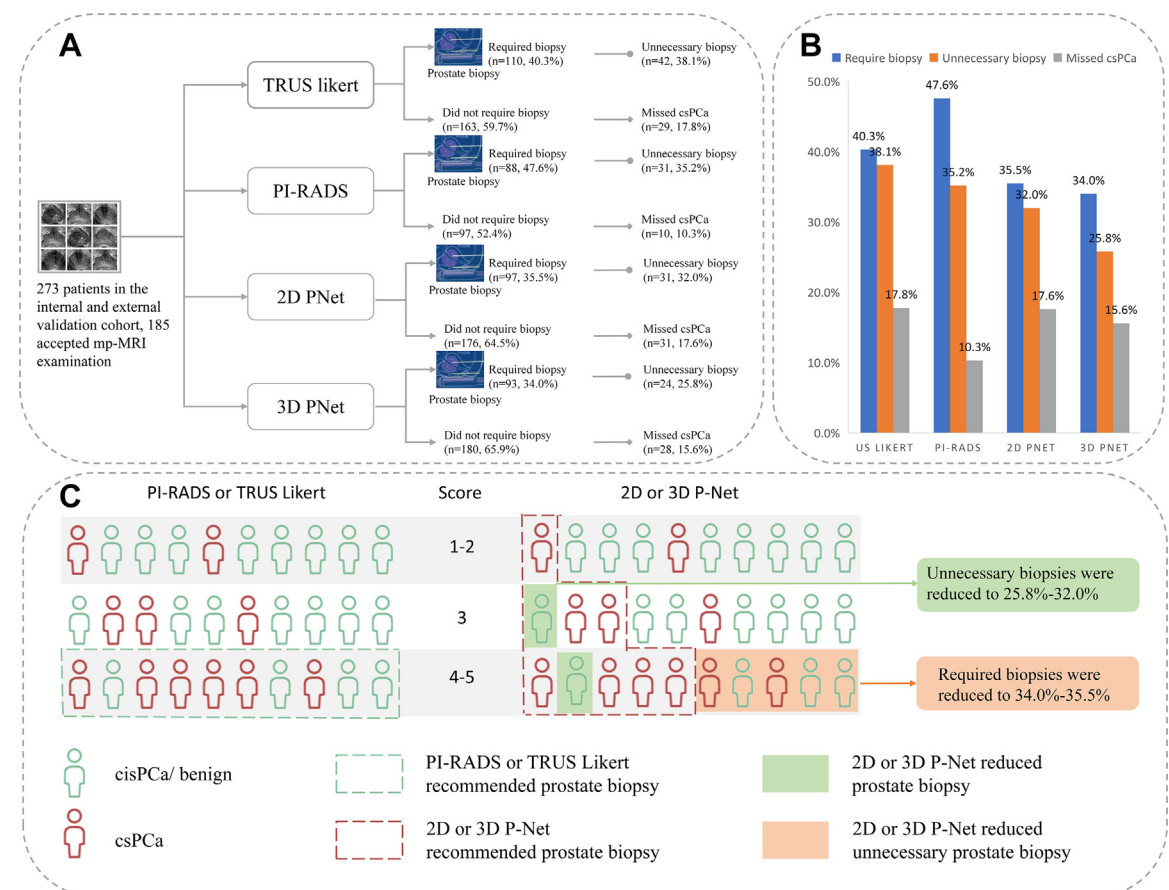 A
273 patients in the
internal and external
validation cohort, 185
accepted mp-MRI
examination
TRUS likert
Required biopsy
(n=110, 40.3%)
Prostate biopsy
Unnecessary biopsy
(n=42, 38.1%)
Did not require biopsy
(n=163, 59.7%)
Missed csPCa
(n=29, 17.8%)
PI-RADS
Required biopsy
(n=88, 47.6%)
Prostate biopsy
Unnecessary biopsy
(n=31, 35.2%)
Did not require biopsy
(n=97, 52.4%)
Missed csPCa
(n=10, 10.3%)
2D PNet
Required biopsy
(n=97, 35.5%)
Prostate biopsy
Unnecessary biopsy
(n=31, 32.0%)
Did not require biopsy
(n=176, 64.5%)
Missed csPCa
(n=31, 17.6%)
3D PNet
Required biopsy
(n=93, 34.0%)
Prostate biopsy
Unnecessary biopsy
(n=24, 25.8%)
Did not require biopsy
(n=180, 65.9%)
Missed csPCa
(n=28, 15.6%)
B
Require biopsy Unnecessary biopsy Missed csPCa
50.0%
40.0%
30.0%
20.0%
10.0%
0.0%
40.3%
38.1%
17.8%
47.6%
35.2%
10.3%
35.5%
32.0%
17.6%
34.0%
25.8%
15.6%
US LIKERT PI-RADS 2D PNET 3D PNET
C
PI-RADS or TRUS Likert Score 2D or 3D P-Net
1-2
3
4-5
Unnecessary biopsies were
reduced to 25.8%-32.0%
Required biopsies were
reduced to 34.0%-35.5%
cisPCa/ benign
csPCa
PI-RADS or TRUS Likert
recommended prostate biopsy
2D or 3D P-Net
recommended prostate biopsy
2D or 3D P-Net reduced
prostate biopsy
2D or 3D P-Net reduced
unnecessary prostate biopsy